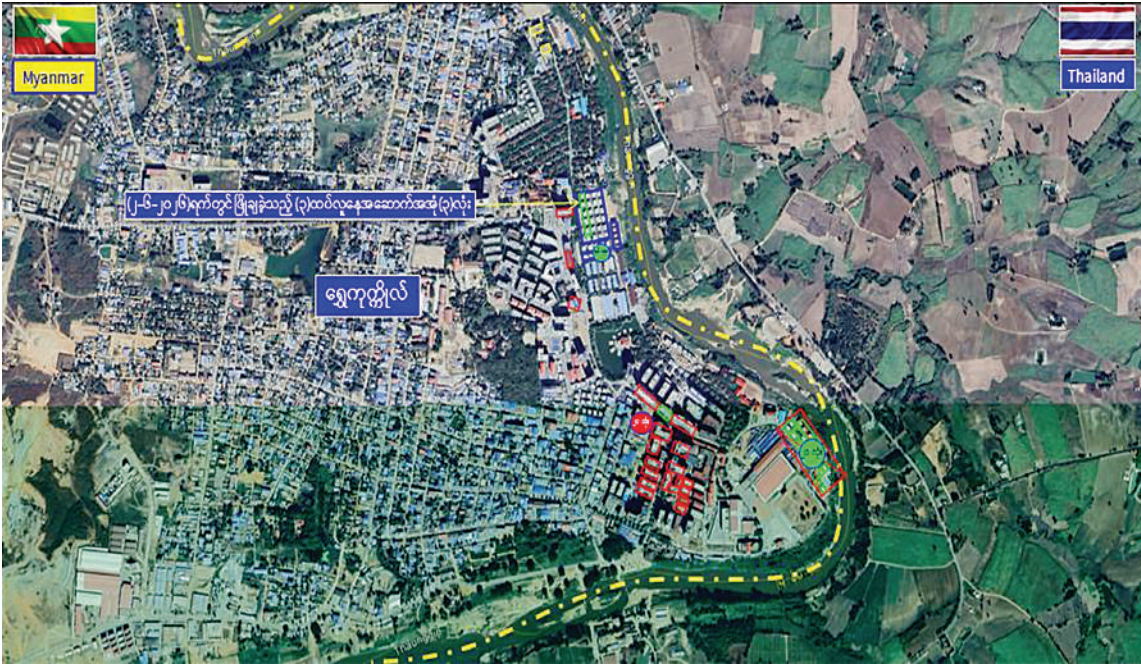 Myanmar
Thailand
(၂-၆-၂၀၂၆)ရက်တွင် ဖြိုချခဲ့သည့် (၃)ထပ်လူနေအဆောက်အအုံ (၃)လုံး
ရွှေကုက္ကိုလ်